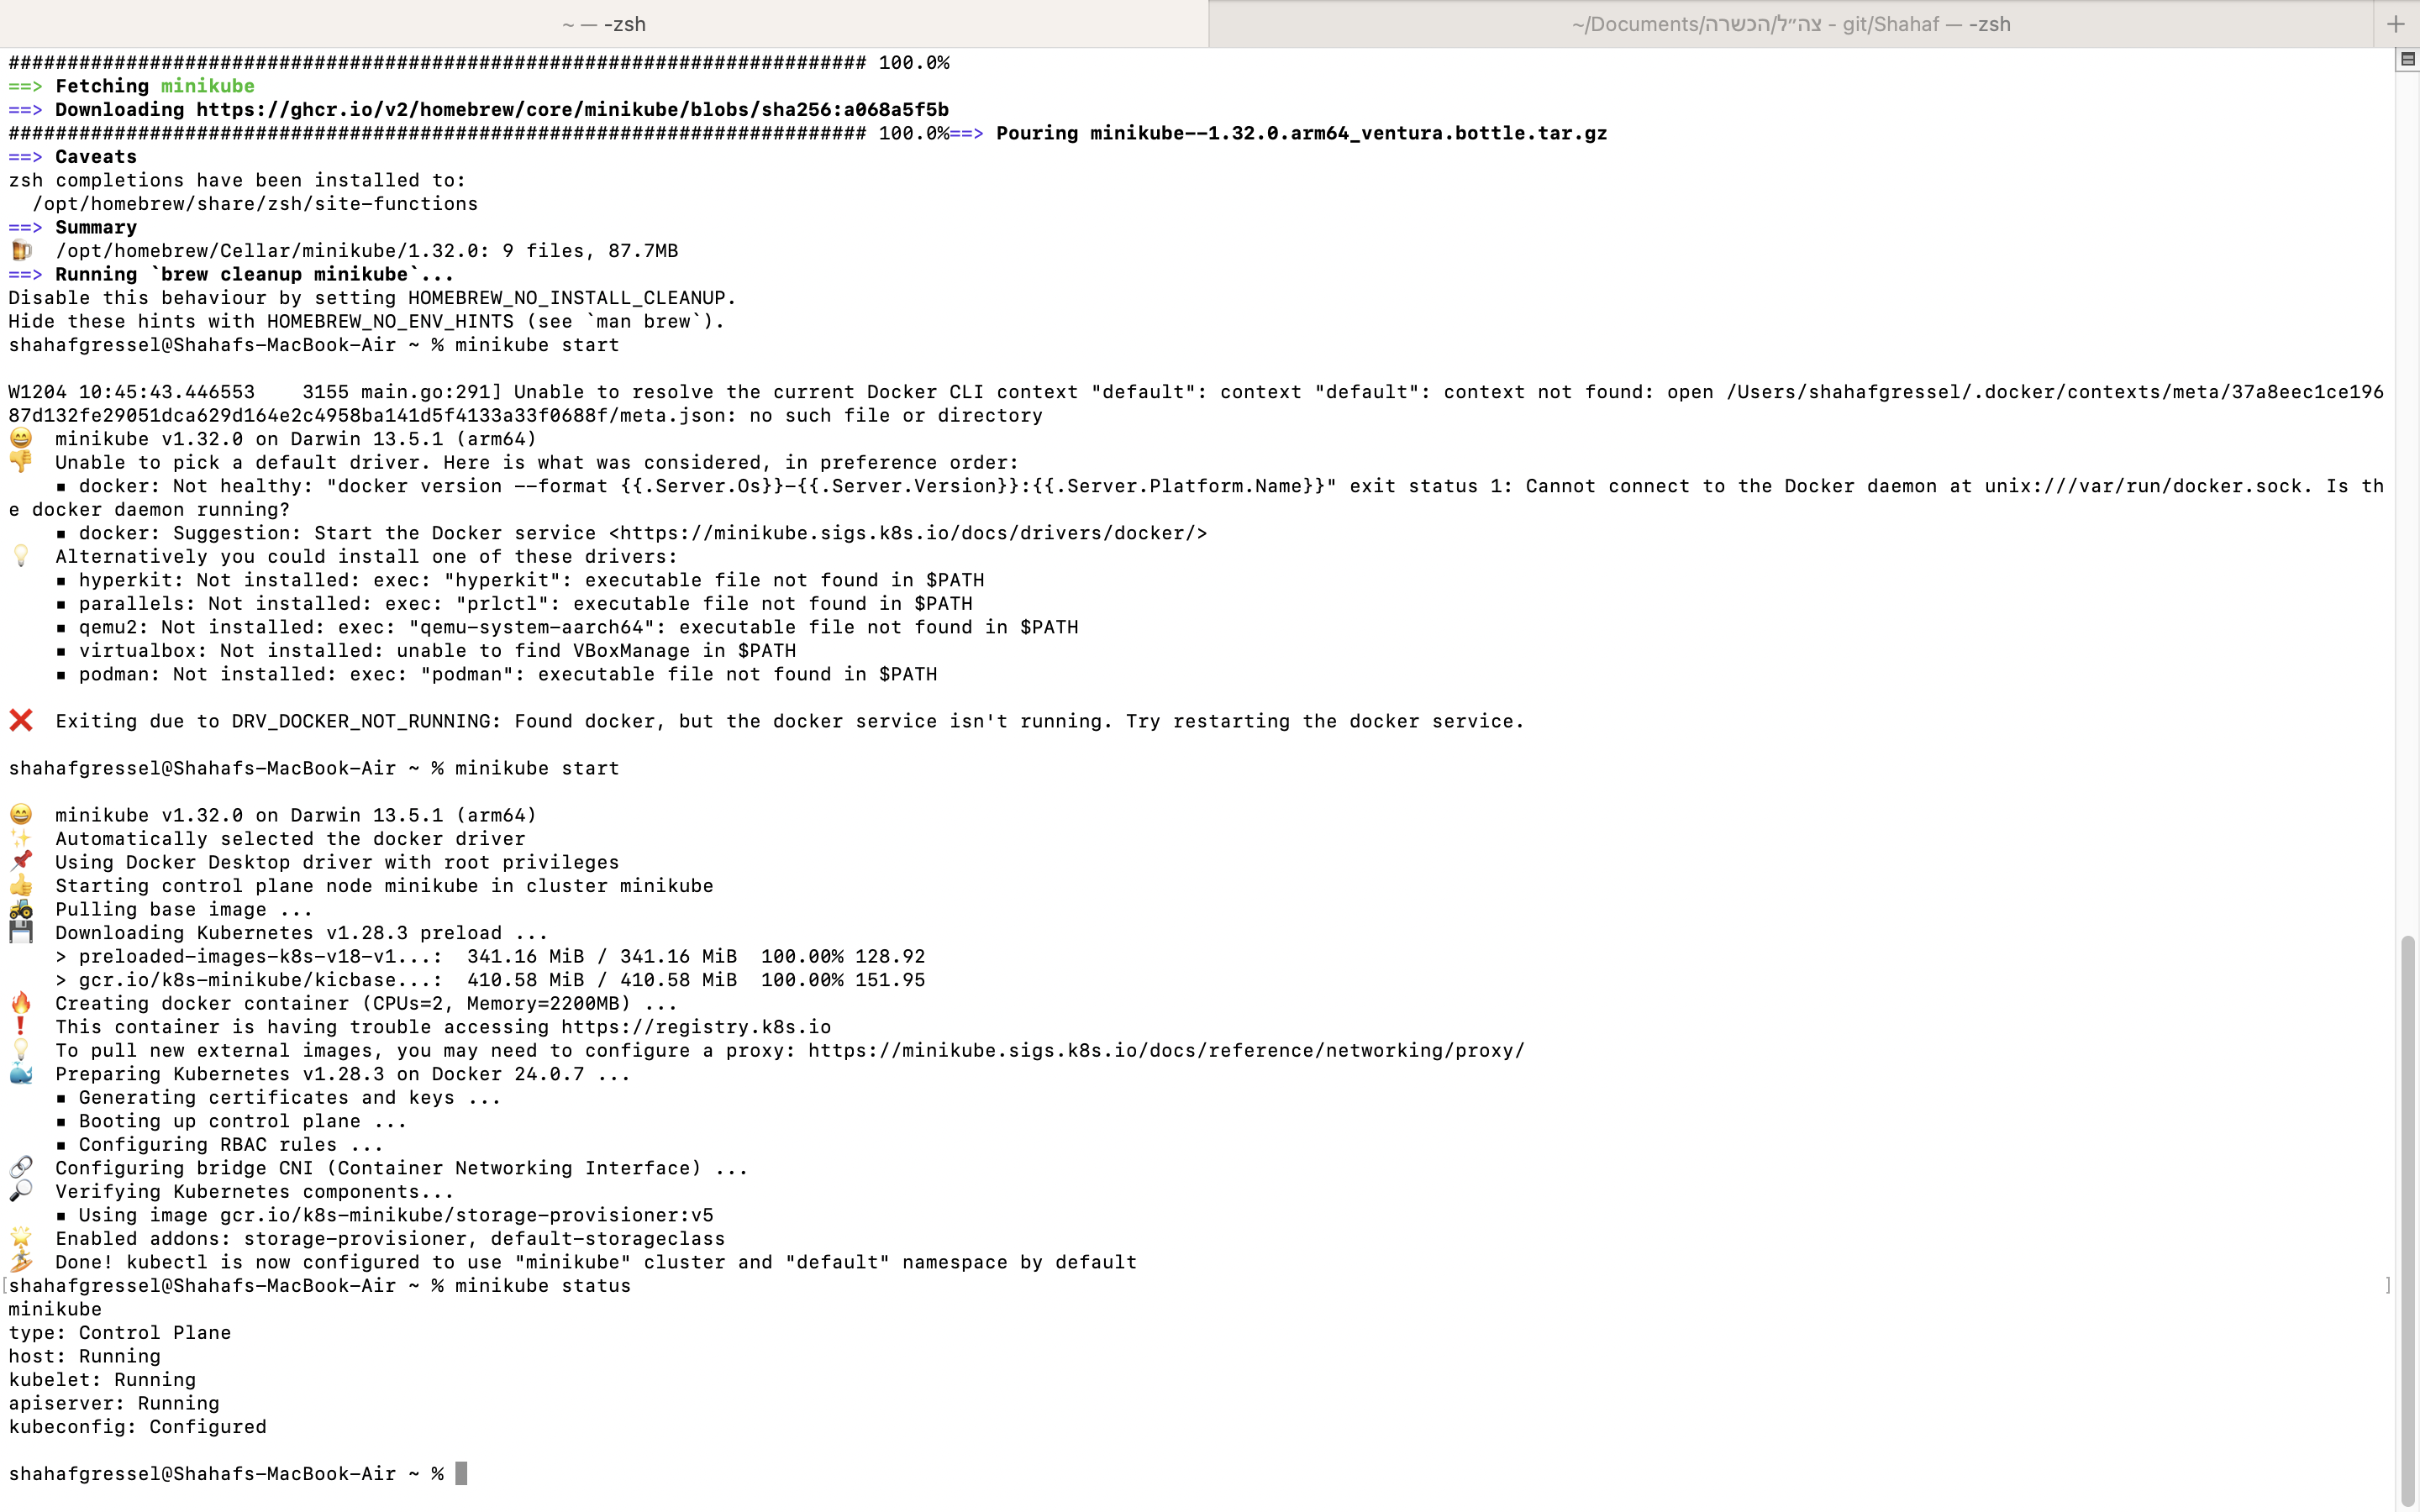 ~ — -zsh
~/Documents/צה״ל/הכשרה - git/Shahaf — -zsh
######################################################################### 100.0%
==> Fetching minikube
==> Downloading https://ghcr.io/v2/homebrew/core/minikube/blobs/sha256:a068a5f5b
######################################################################### 100.0%==> Pouring minikube--1.32.0.arm64_ventura.bottle.tar.gz
==> Caveats
zsh completions have been installed to:
  /opt/homebrew/share/zsh/site-functions
==> Summary
🍺  /opt/homebrew/Cellar/minikube/1.32.0: 9 files, 87.7MB
==> Running `brew cleanup minikube`...
Disable this behaviour by setting HOMEBREW_NO_INSTALL_CLEANUP.
Hide these hints with HOMEBREW_NO_ENV_HINTS (see `man brew`).
shahafgressel@Shahafs-MacBook-Air ~ % minikube start
W1204 10:45:43.446553    3155 main.go:291] Unable to resolve the current Docker CLI context "default": context "default": context not found: open /Users/shahafgressel/.docker/contexts/meta/37a8eec1ce196
87d132fe29051dca629d164e2c4958ba141d5f4133a33f0688f/meta.json: no such file or directory
😄  minikube v1.32.0 on Darwin 13.5.1 (arm64)
👎  Unable to pick a default driver. Here is what was considered, in preference order:
    ▪ docker: Not healthy: "docker version --format {{.Server.Os}}-{{.Server.Version}}:{{.Server.Platform.Name}}" exit status 1: Cannot connect to the Docker daemon at unix:///var/run/docker.sock. Is th
e docker daemon running?
    ▪ docker: Suggestion: Start the Docker service <https://minikube.sigs.k8s.io/docs/drivers/docker/>
💡  Alternatively you could install one of these drivers:
    ▪ hyperkit: Not installed: exec: "hyperkit": executable file not found in $PATH
    ▪ parallels: Not installed: exec: "prlctl": executable file not found in $PATH
    ▪ qemu2: Not installed: exec: "qemu-system-aarch64": executable file not found in $PATH
    ▪ virtualbox: Not installed: unable to find VBoxManage in $PATH
    ▪ podman: Not installed: exec: "podman": executable file not found in $PATH
❌  Exiting due to DRV_DOCKER_NOT_RUNNING: Found docker, but the docker service isn't running. Try restarting the docker service.
shahafgressel@Shahafs-MacBook-Air ~ % minikube start
😄  minikube v1.32.0 on Darwin 13.5.1 (arm64)
✨  Automatically selected the docker driver
📌  Using Docker Desktop driver with root privileges
👍  Starting control plane node minikube in cluster minikube
🚜  Pulling base image ...
💾  Downloading Kubernetes v1.28.3 preload ...
    > preloaded-images-k8s-v18-v1...:  341.16 MiB / 341.16 MiB  100.00% 128.92
    > gcr.io/k8s-minikube/kicbase...:  410.58 MiB / 410.58 MiB  100.00% 151.95
🔥  Creating docker container (CPUs=2, Memory=2200MB) ...
❗  This container is having trouble accessing https://registry.k8s.io
💡  To pull new external images, you may need to configure a proxy: https://minikube.sigs.k8s.io/docs/reference/networking/proxy/
🐳  Preparing Kubernetes v1.28.3 on Docker 24.0.7 ...
    ▪ Generating certificates and keys ...
    ▪ Booting up control plane ...
    ▪ Configuring RBAC rules ...
🔗  Configuring bridge CNI (Container Networking Interface) ...
🔎  Verifying Kubernetes components...
    ▪ Using image gcr.io/k8s-minikube/storage-provisioner:v5
🌟  Enabled addons: storage-provisioner, default-storageclass
🏄  Done! kubectl is now configured to use "minikube" cluster and "default" namespace by default
[shahafgressel@Shahafs-MacBook-Air ~ % minikube status ]
minikube
type: Control Plane
host: Running
kubelet: Running
apiserver: Running
kubeconfig: Configured
shahafgressel@Shahafs-MacBook-Air ~ %